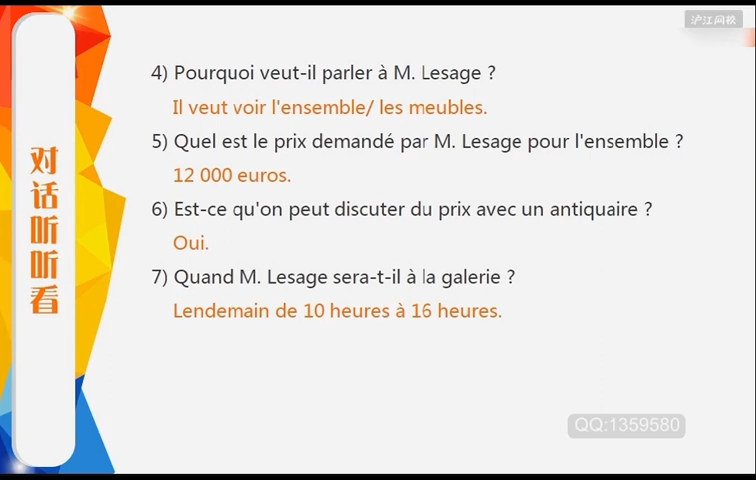 沪江网校
4) Pourquoi veut-il parler à M. Lesage ?
Il veut voir l'ensemble/ les meubles.
5) Quel est le prix demandé par M. Lesage pour l'ensemble ?
12 000 euros.
6) Est-ce qu'on peut discuter du prix avec un antiquaire ?
Oui.
7) Quand M. Lesage sera-t-il à la galerie ?
Lendemain de 10 heures à 16 heures.
对话听听看
QQ:1359580